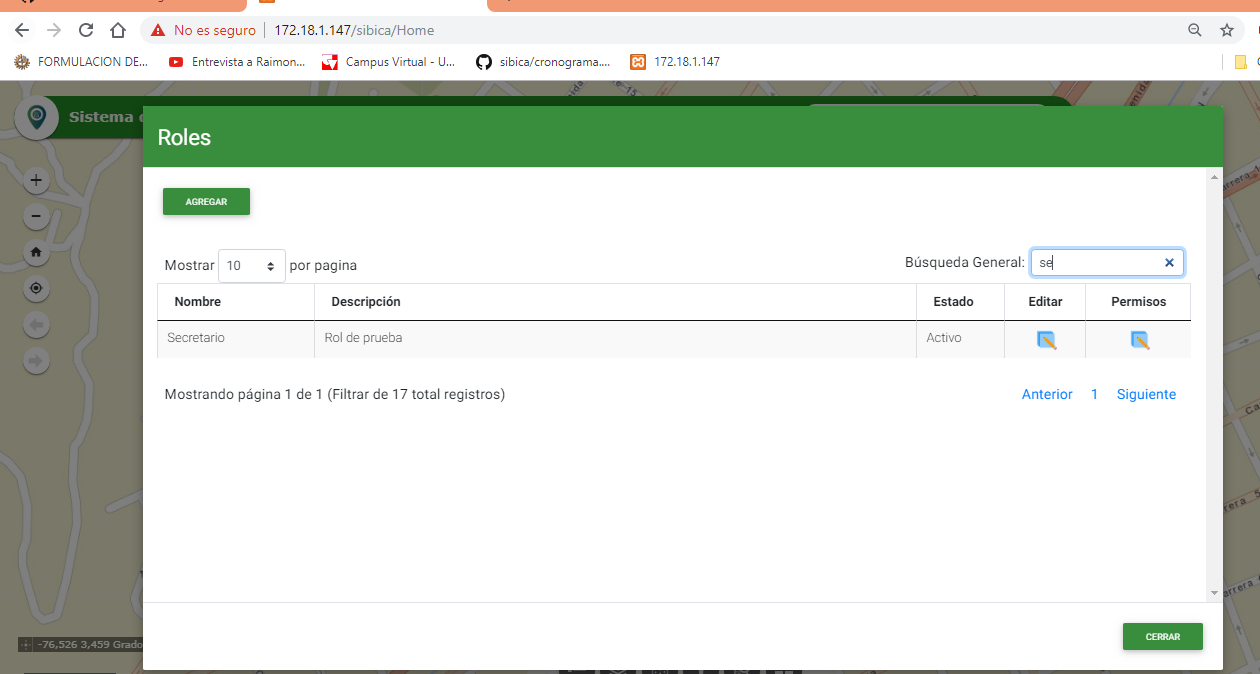 No es seguro 172.18.1.147/sibica/Home
FORMULACION DE... Entrevista a Raimon... Campus Virtual - U... sibica/cronograma.... 172.18.1.147
Sistema
Roles
AGREGAR
Mostrar 10 por pagina Búsqueda General: se
Nombre Descripción Estado Editar Permisos
Secretario Rol de prueba Activo
Mostrando página 1 de 1 (Filtrar de 17 total registros) Anterior 1 Siguiente
-76,526 3,459 Grado
CERRAR